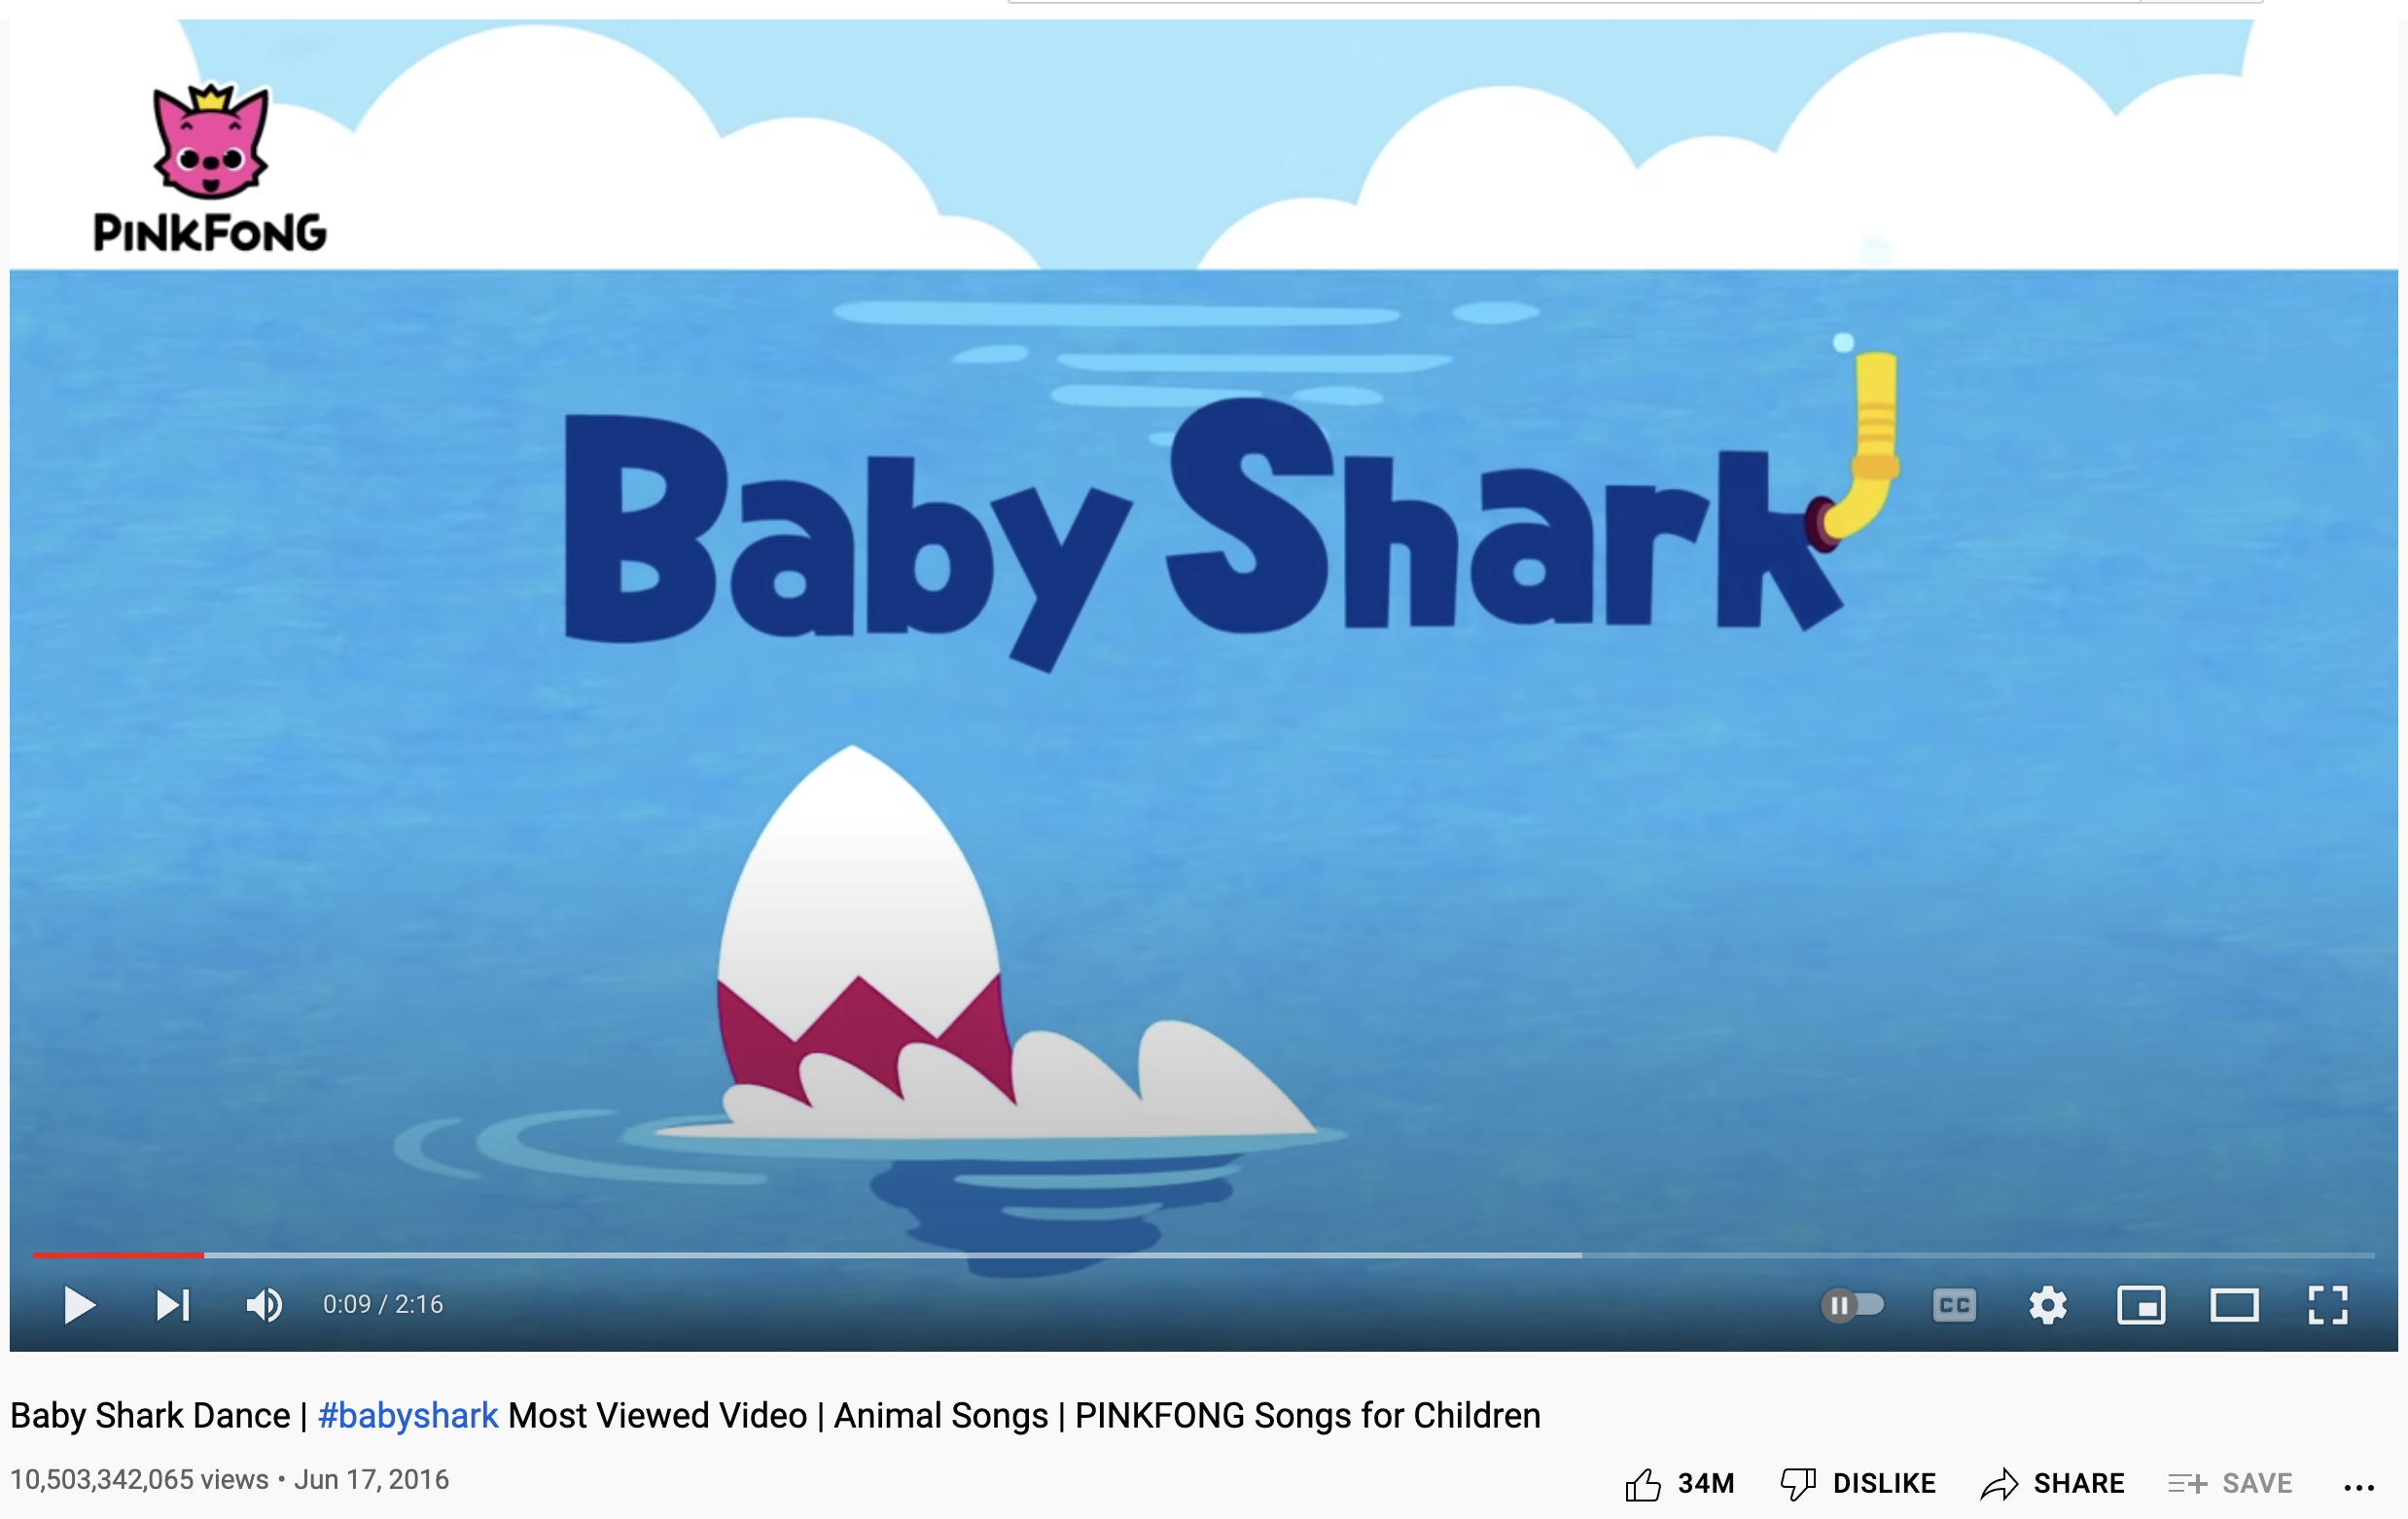 PINKFONG
Baby Shark
0:09 / 2:16
CC
Baby Shark Dance | #babyshark Most Viewed Video | Animal Songs | PINKFONG Songs for Children
10,503,342,065 views • Jun 17, 2016
34M DISLIKE SHARE SAVE